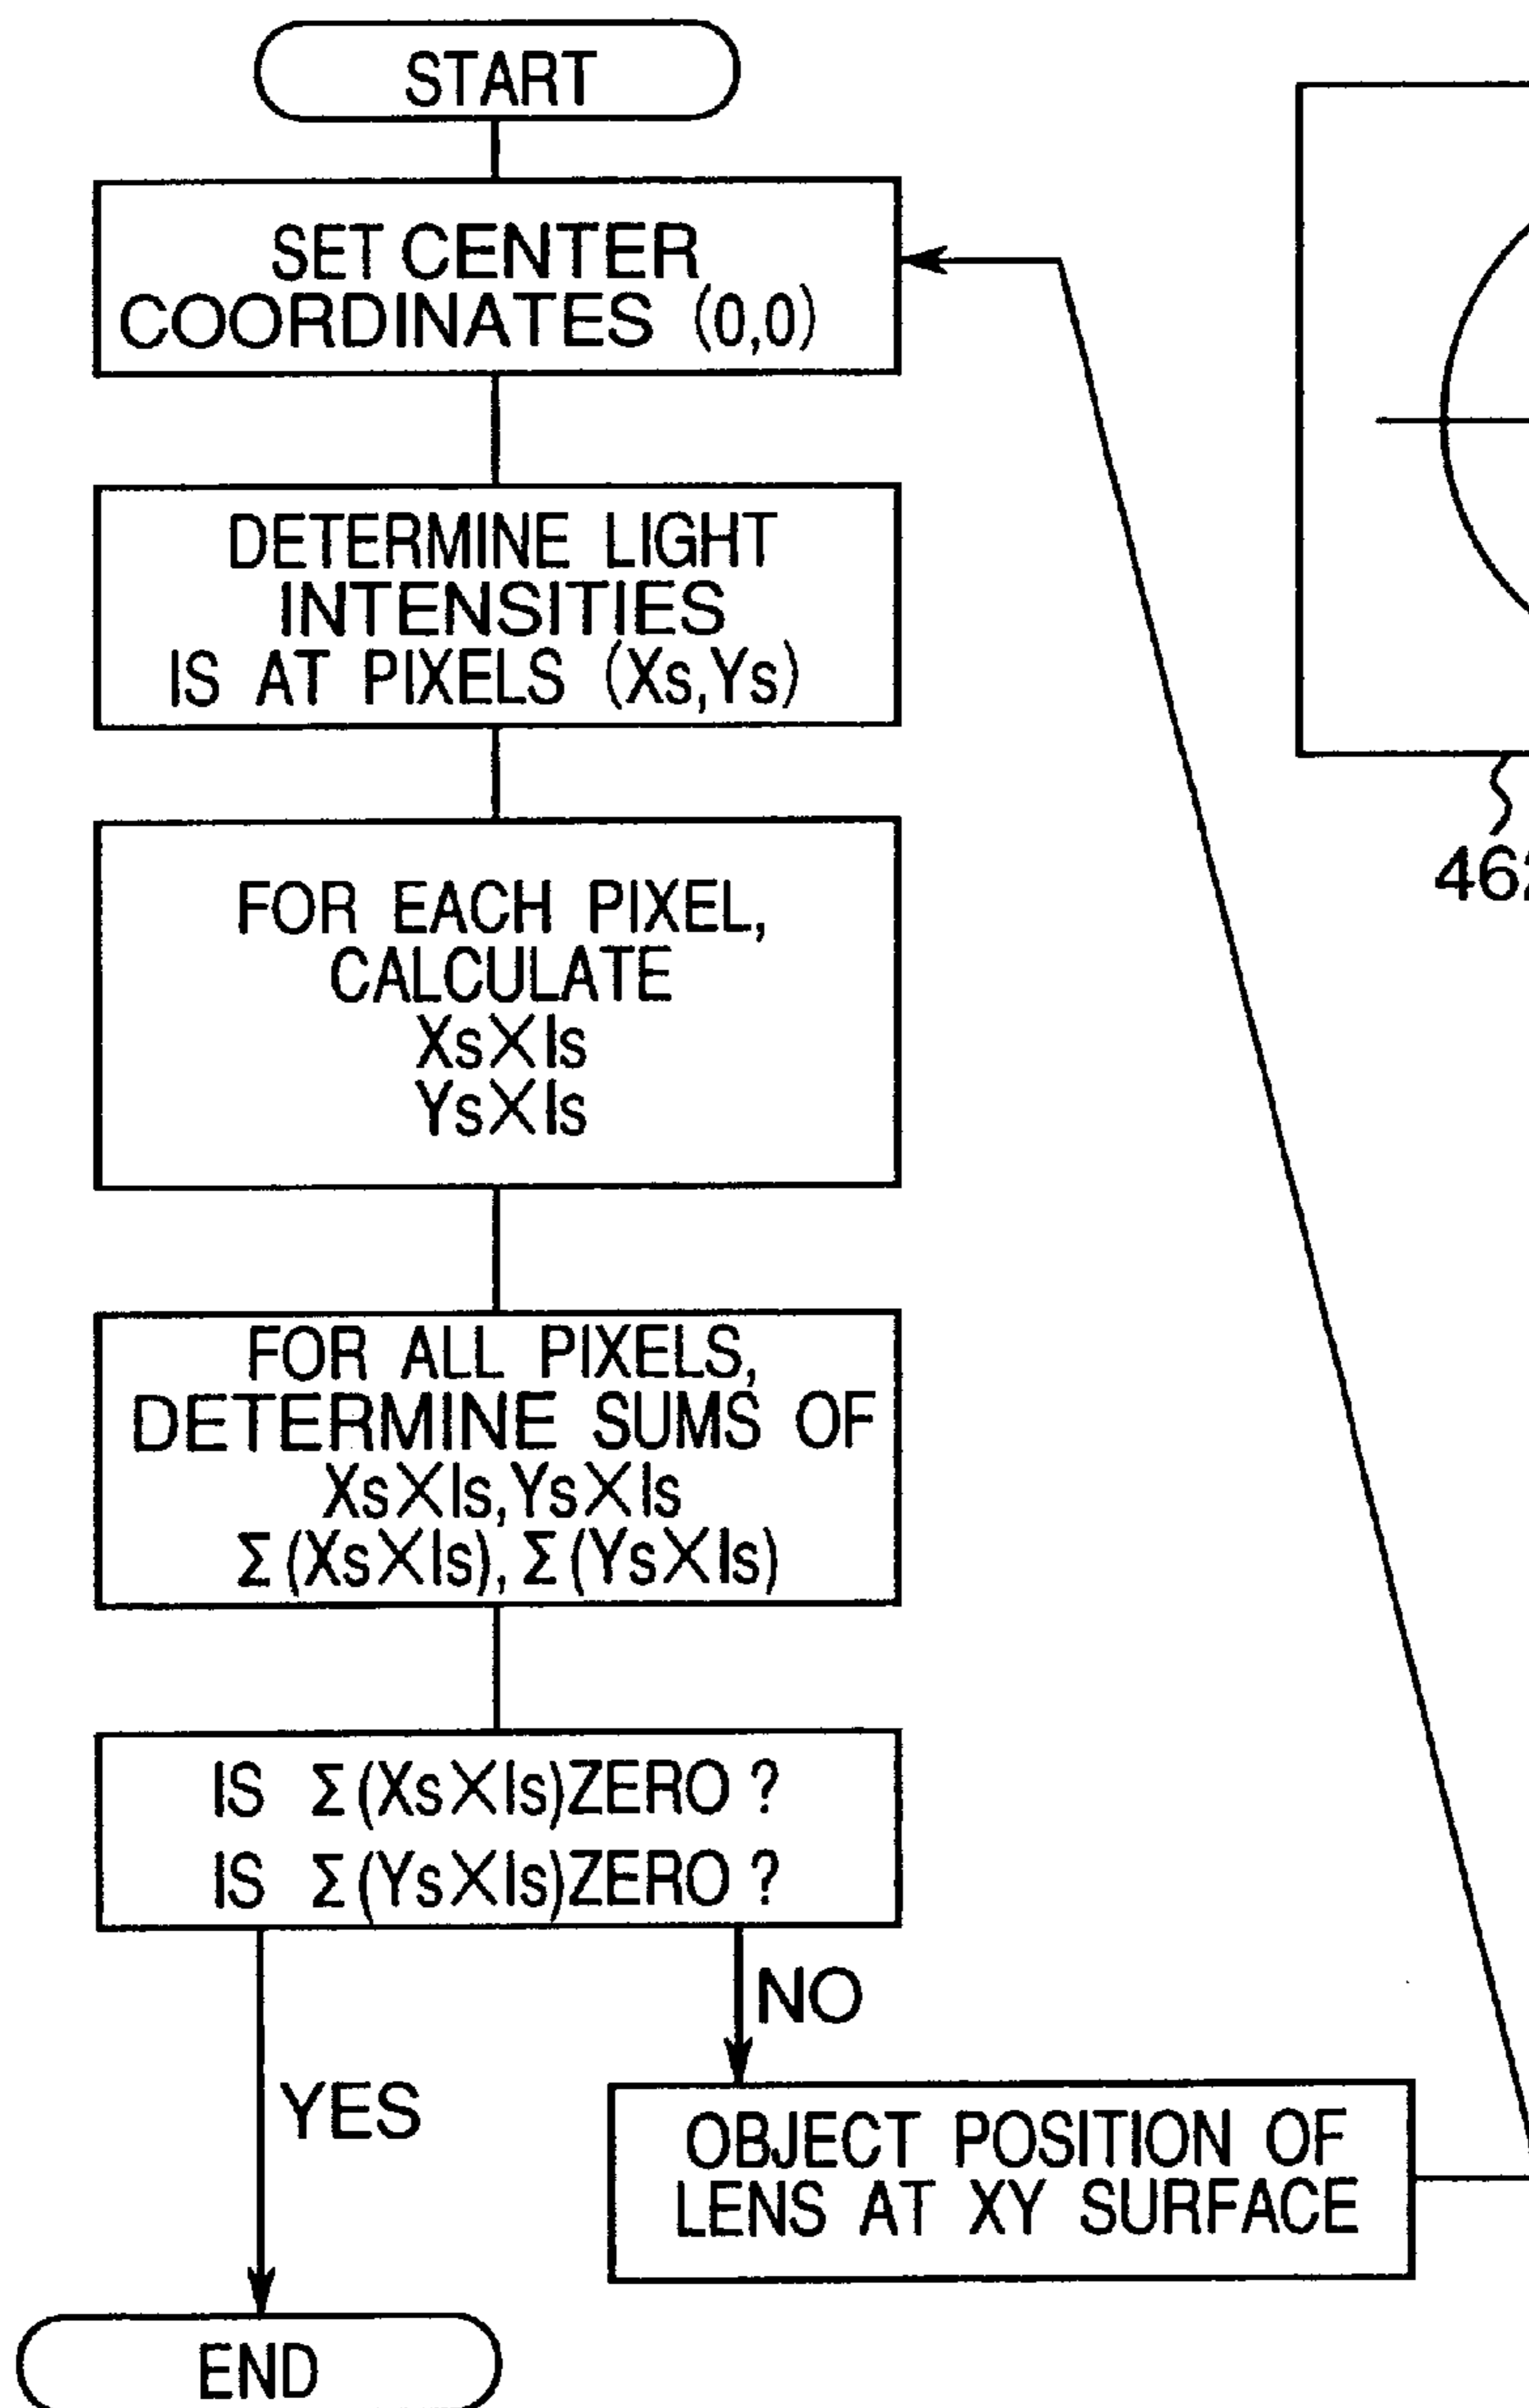 START
SET CENTER
COORDINATES (0,0)
DETERMINE LIGHT
INTENSITIES
IS AT PIXELS (Xs,Ys)
FOR EACH PIXEL,
CALCULATE
Xs×Is
Ys×Is
FOR ALL PIXELS,
DETERMINE SUMS OF
Xs×Is,Ys×Is
Σ(Xs×Is),Σ(Ys×Is)
IS Σ(Xs×Is)ZERO?
IS Σ(Ys×Is)ZERO?
NO
YES
OBJECT POSITION OF
LENS AT XY SURFACE
END